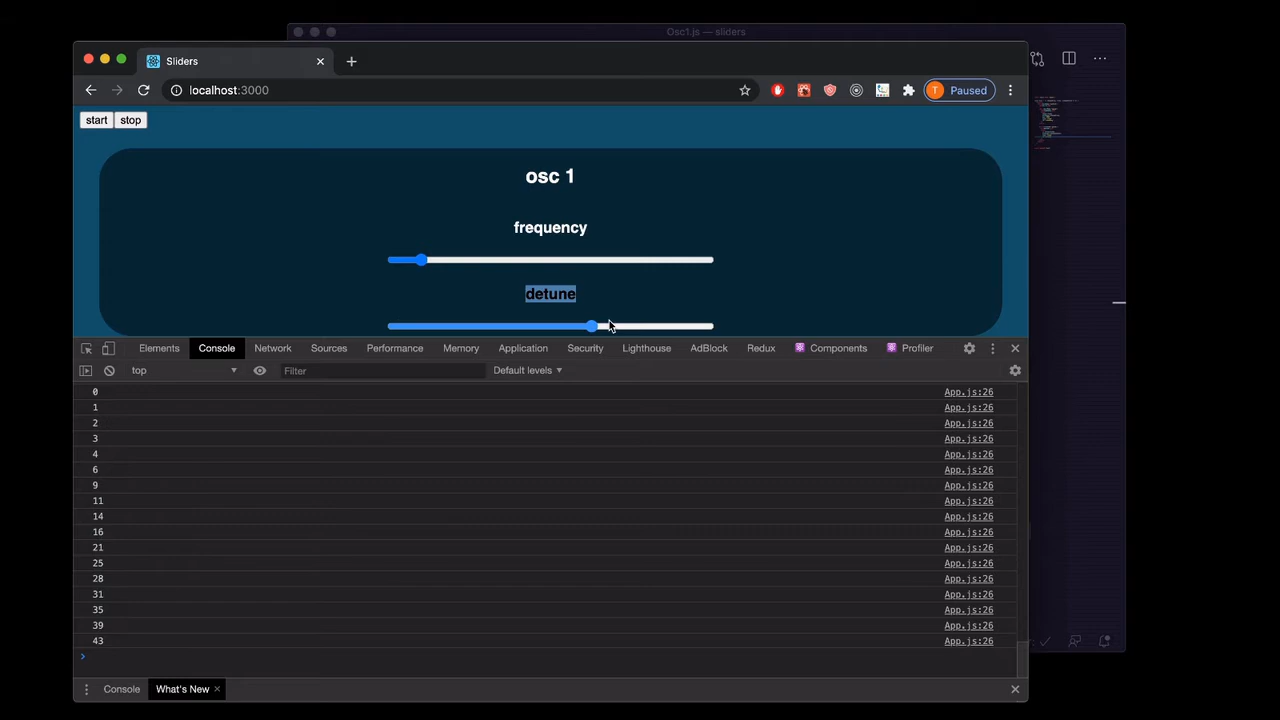 Osc1.js — sliders
Sliders
localhost:3000
T Paused
start stop
osc 1
frequency
detune
Elements Console Network Sources Performance Memory Application Security Lighthouse AdBlock Redux Components Profiler
top Filter Default levels
0 App.js:26
1 App.js:26
2 App.js:26
3 App.js:26
4 App.js:26
6 App.js:26
9 App.js:26
11 App.js:26
14 App.js:26
16 App.js:26
21 App.js:26
25 App.js:26
28 App.js:26
31 App.js:26
35 App.js:26
39 App.js:26
43 App.js:26
Console What's New